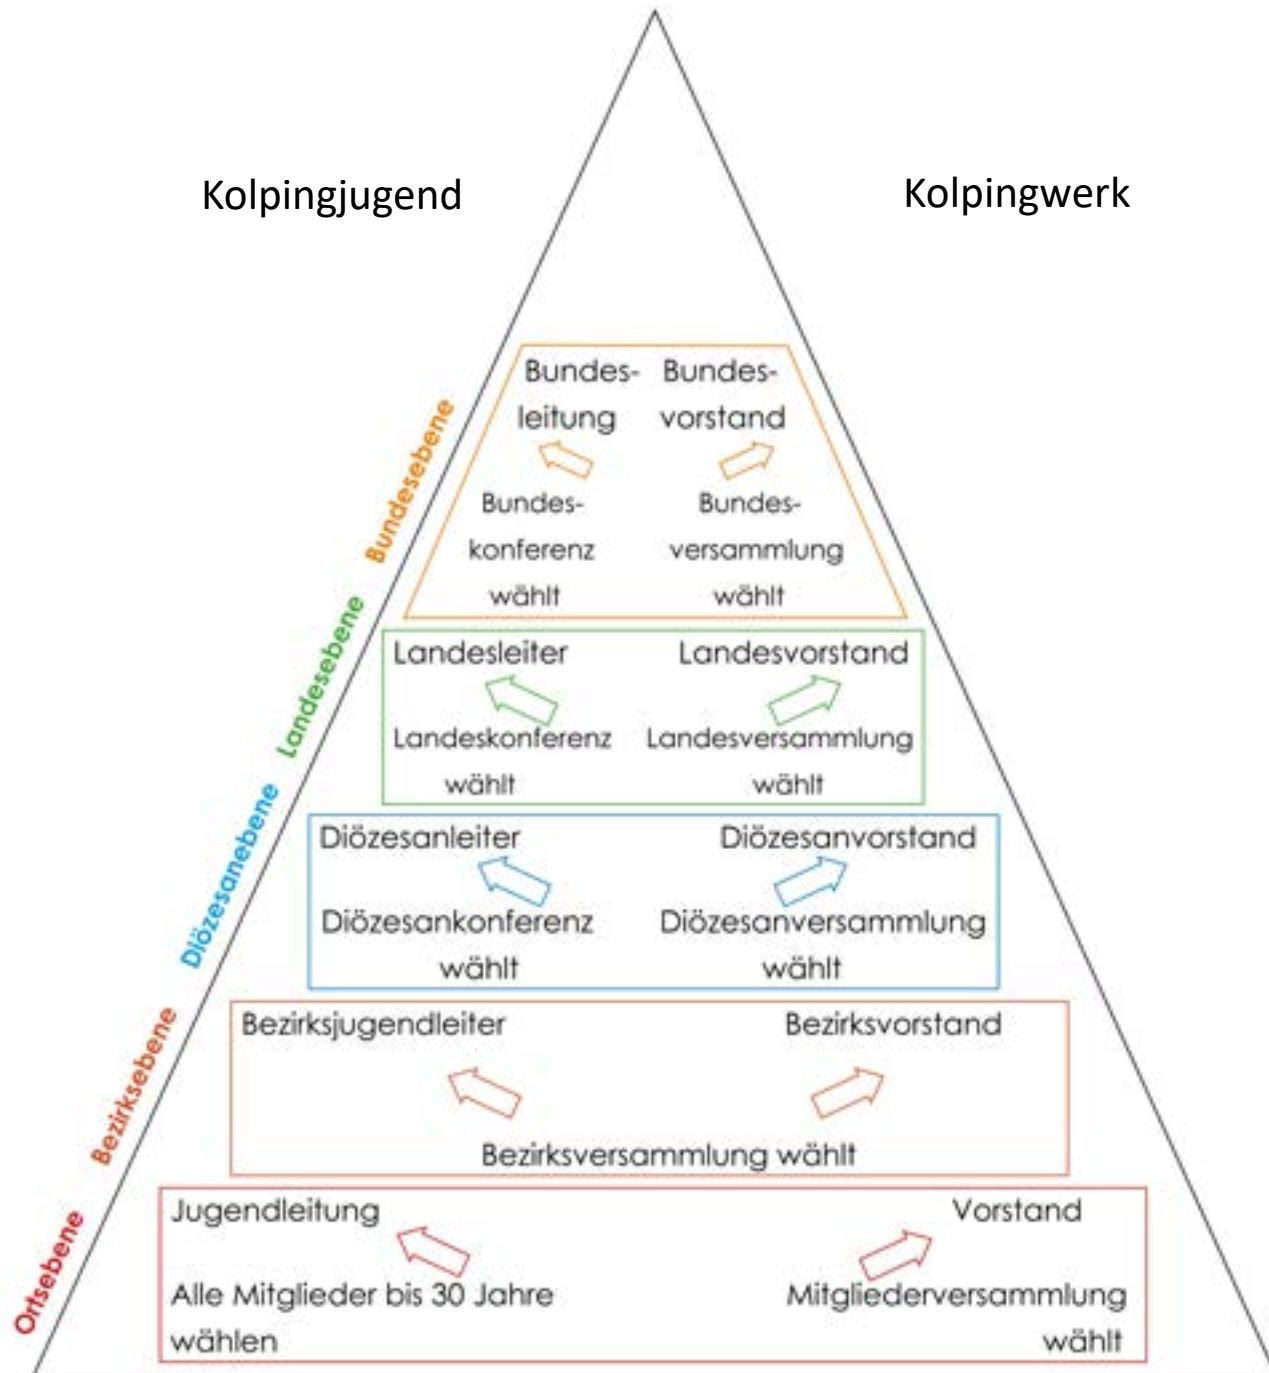 Kolpingjugend
Kolpingwerk
Bundesebene
Bundes-
leitung
Bundes-
vorstand
Bundes-
konferenz
wählt
Bundes-
versammlung
wählt
Landesebene
Landesleiter
Landesvorstand
Landeskonferenz
wählt
Landesversammlung
wählt
Diözesanebene
Diözesanleiter
Diözesanvorstand
Diözesankonferenz
wählt
Diözesanversammlung
wählt
Bezirksebene
Bezirksjugendleiter
Bezirksvorstand
Bezirksversammlung wählt
Ortsebene
Jugendleitung
Vorstand
Alle Mitglieder bis 30 Jahre
wählen
Mitgliederversammlung
wählt